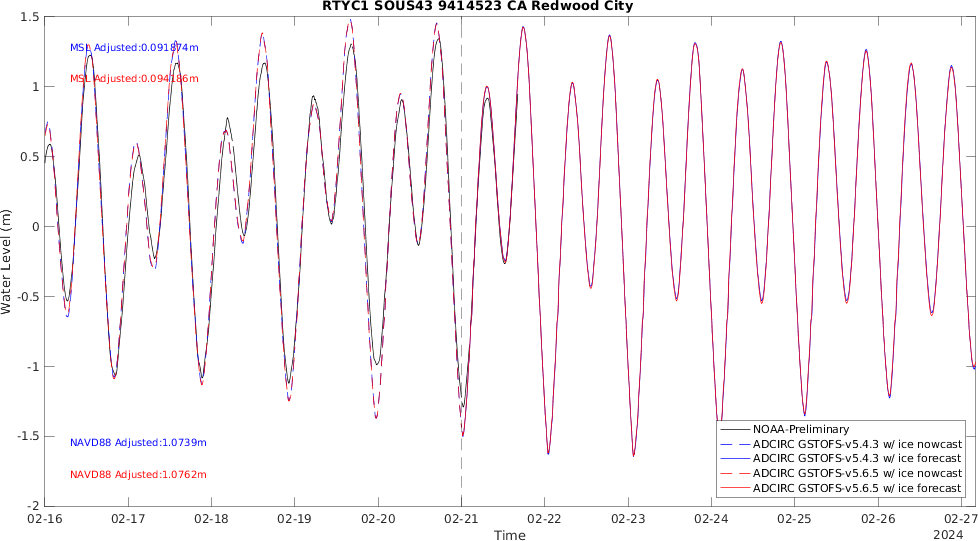 RTYC1 SOUS43 9414523 CA Redwood City
1.5
1
0.5
0
-0.5
-1
-1.5
-2
Water Level (m)
MSL Adjusted:0.091874m
MSL Adjusted:0.094186m
NAVD88 Adjusted:1.0739m
NAVD88 Adjusted:1.0762m
NOAA-Preliminary
ADCIRC GSTOFS-v5.4.3 w/ ice nowcast
ADCIRC GSTOFS-v5.4.3 w/ ice forecast
ADCIRC GSTOFS-v5.6.5 w/ ice nowcast
ADCIRC GSTOFS-v5.6.5 w/ ice forecast
02-16 02-17 02-18 02-19 02-20 02-21 02-22 02-23 02-24 02-25 02-26 02-27
Time
2024